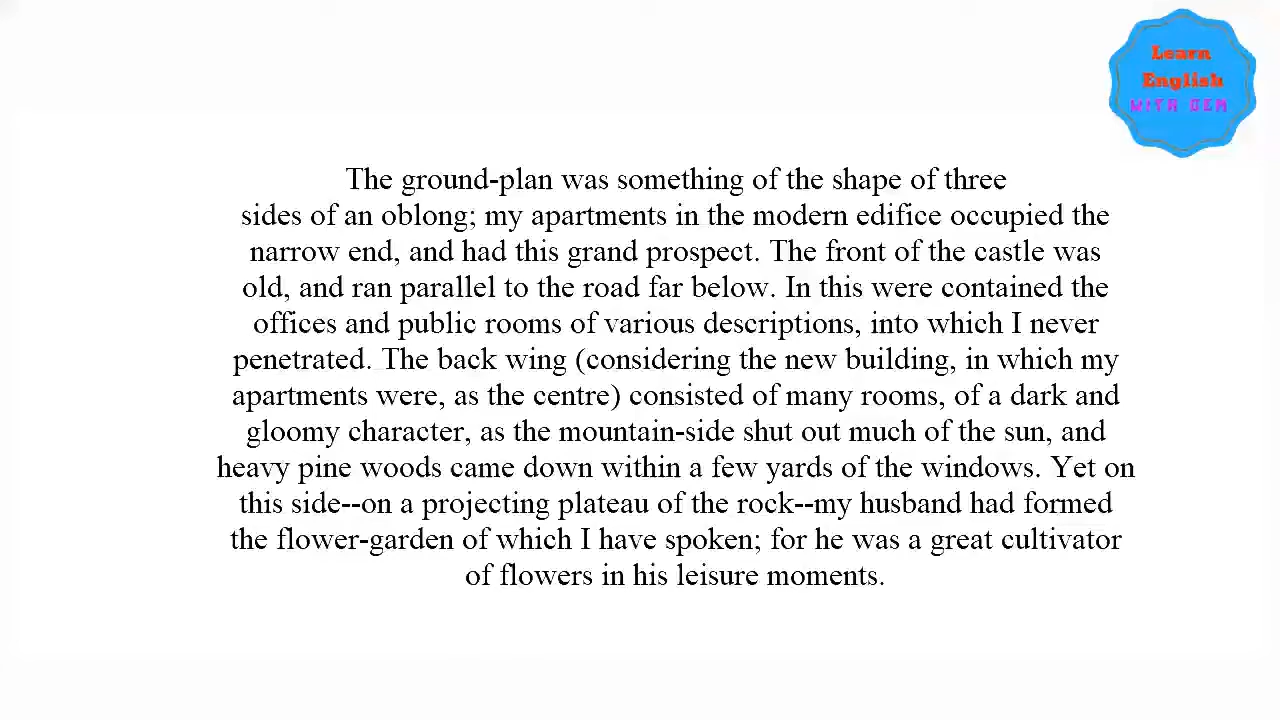 Learn
English
WITH GEM
The ground-plan was something of the shape of three
sides of an oblong; my apartments in the modern edifice occupied the
narrow end, and had this grand prospect. The front of the castle was
old, and ran parallel to the road far below. In this were contained the
offices and public rooms of various descriptions, into which I never
penetrated. The back wing (considering the new building, in which my
apartments were, as the centre) consisted of many rooms, of a dark and
gloomy character, as the mountain-side shut out much of the sun, and
heavy pine woods came down within a few yards of the windows. Yet on
this side--on a projecting plateau of the rock--my husband had formed
the flower-garden of which I have spoken; for he was a great cultivator
of flowers in his leisure moments.